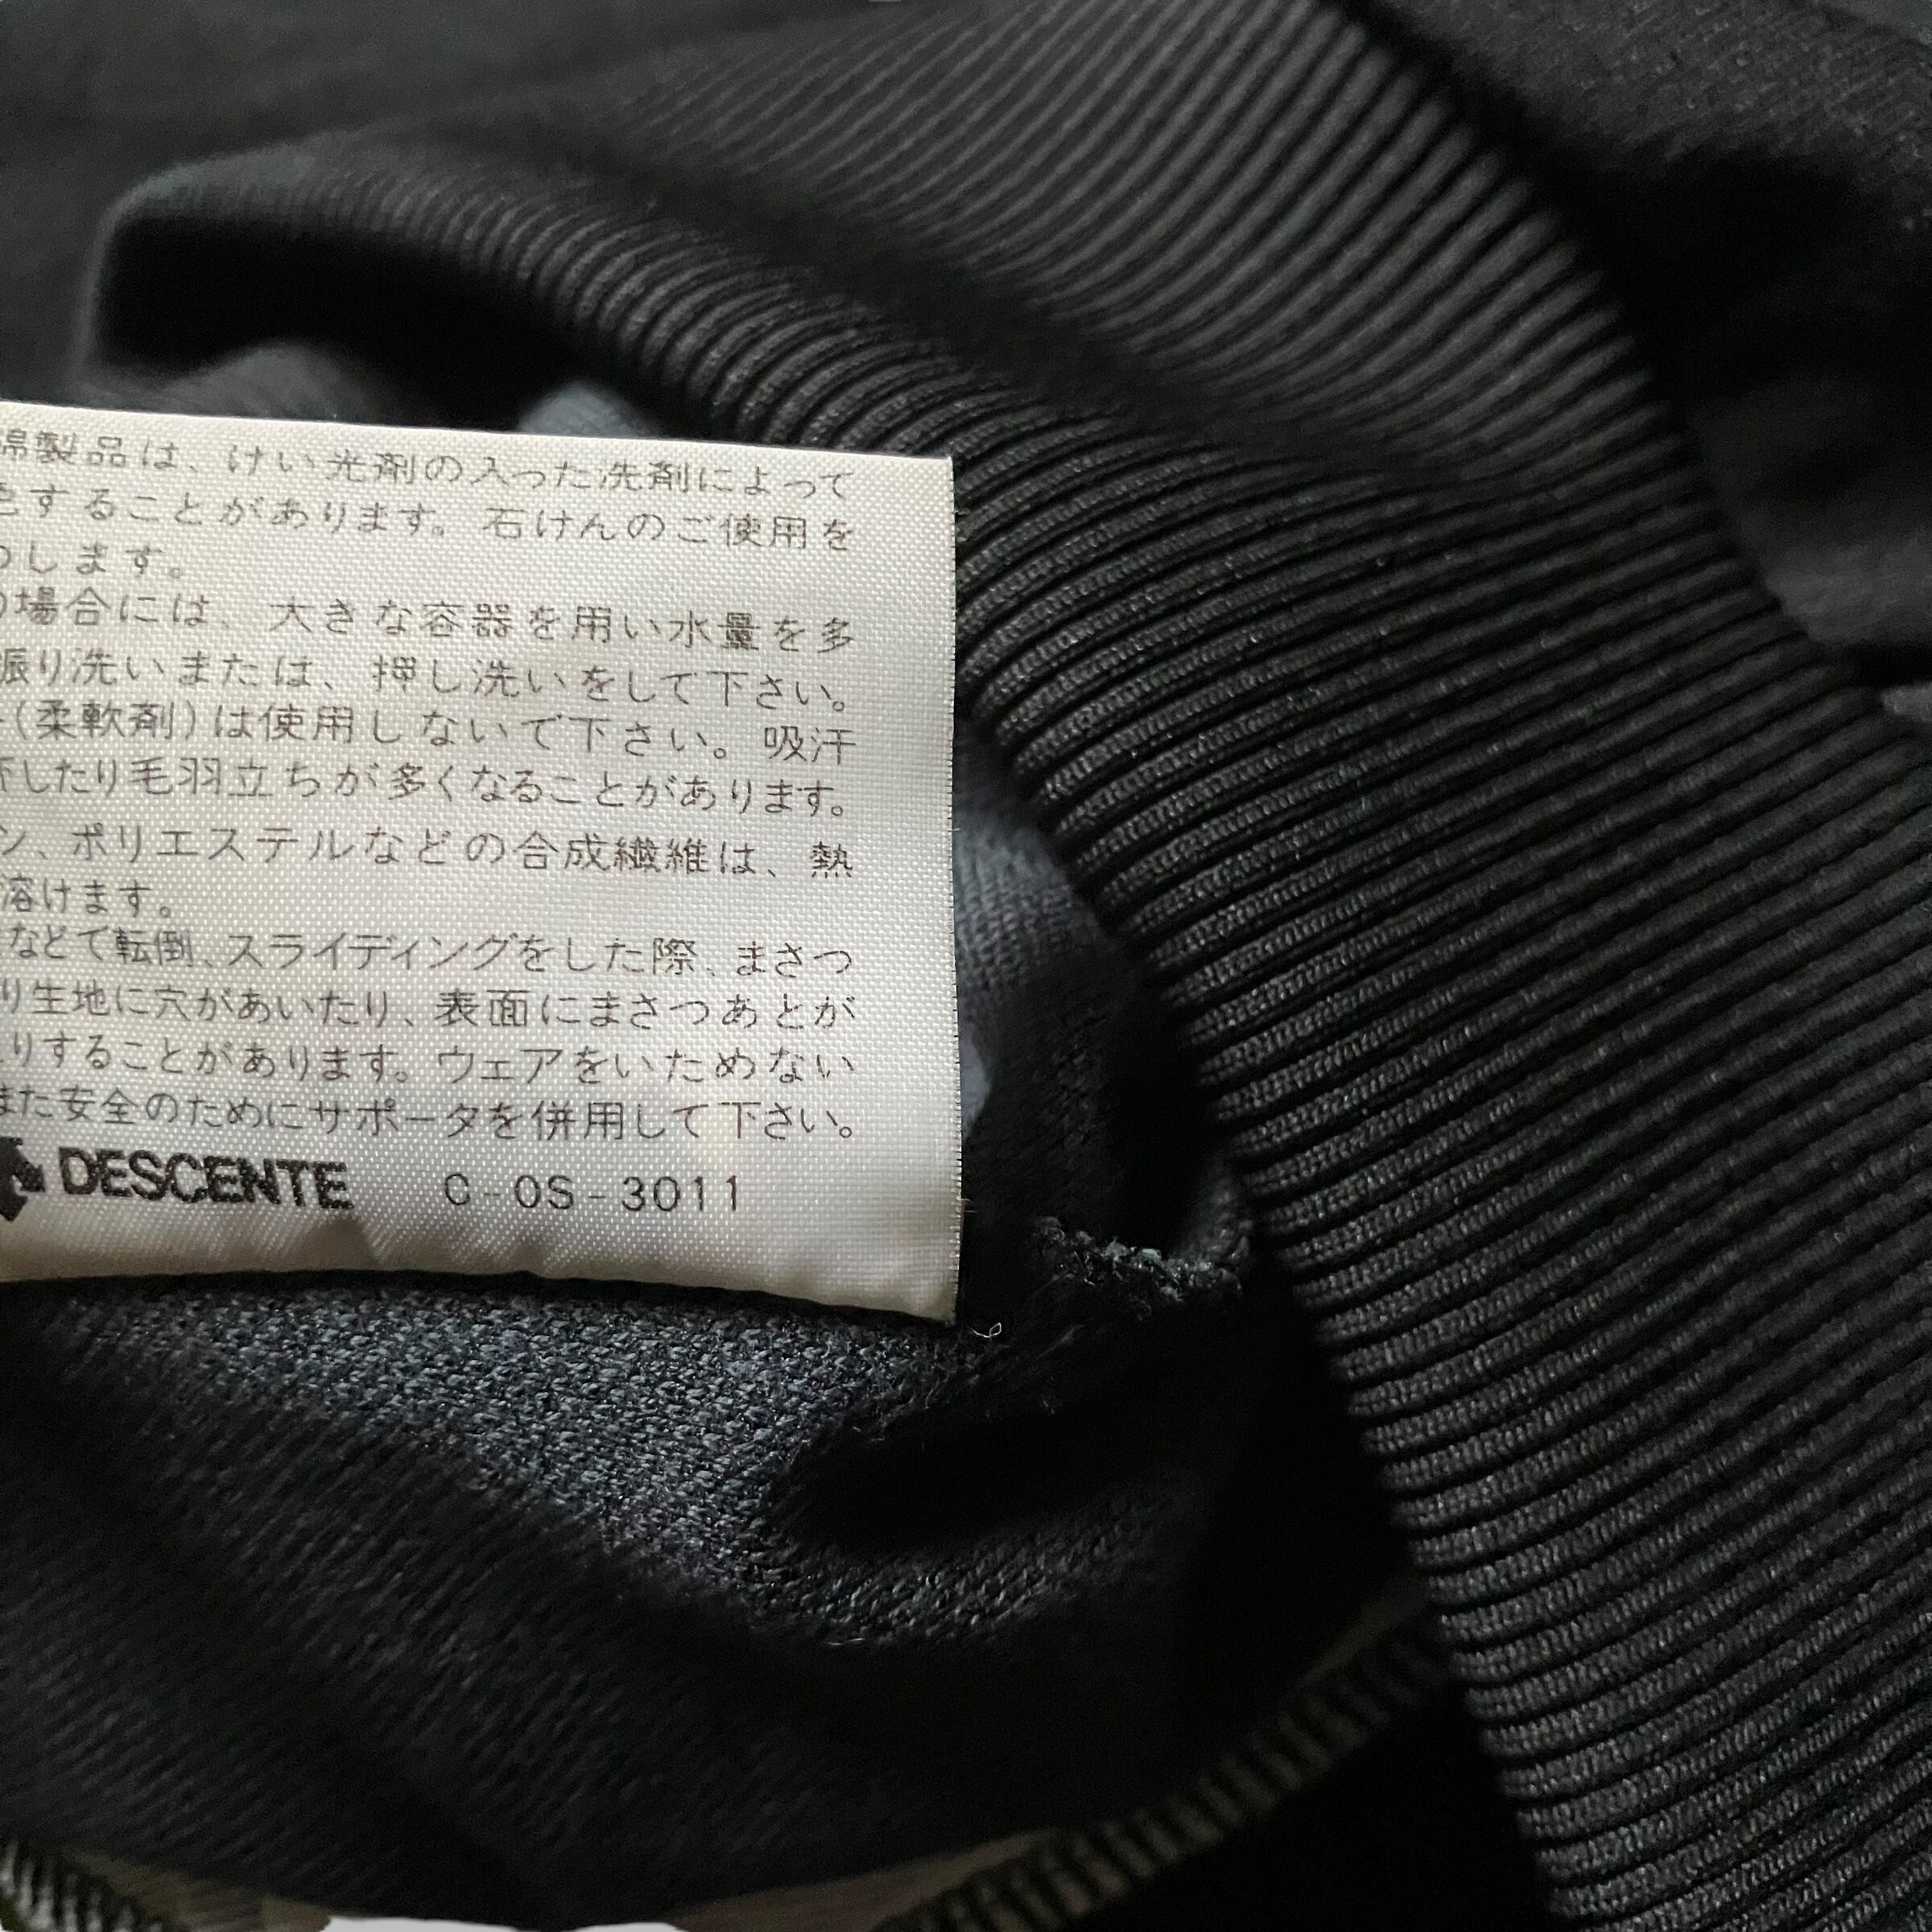 綿製品は、けい光剤の入った洗剤によって
することがあります。石けんのご使用を
します。
場合には、大きな容器を用い水量を多
振り洗いまたは、押し洗いをして下さい。
(柔軟剤)は使用しないで下さい。吸汗
したり毛羽立ちが多くなることがあります。
ン、ポリエステルなどの合成繊維は、熱
溶けます。
などで転倒、スライディングをした際、まさつ
り生地に穴があいたり、表面にまさつあとが
りすることがあります。ウェアをいためない
また安全のためにサポータを併用して下さい。
DESCENTE C-OS-3011